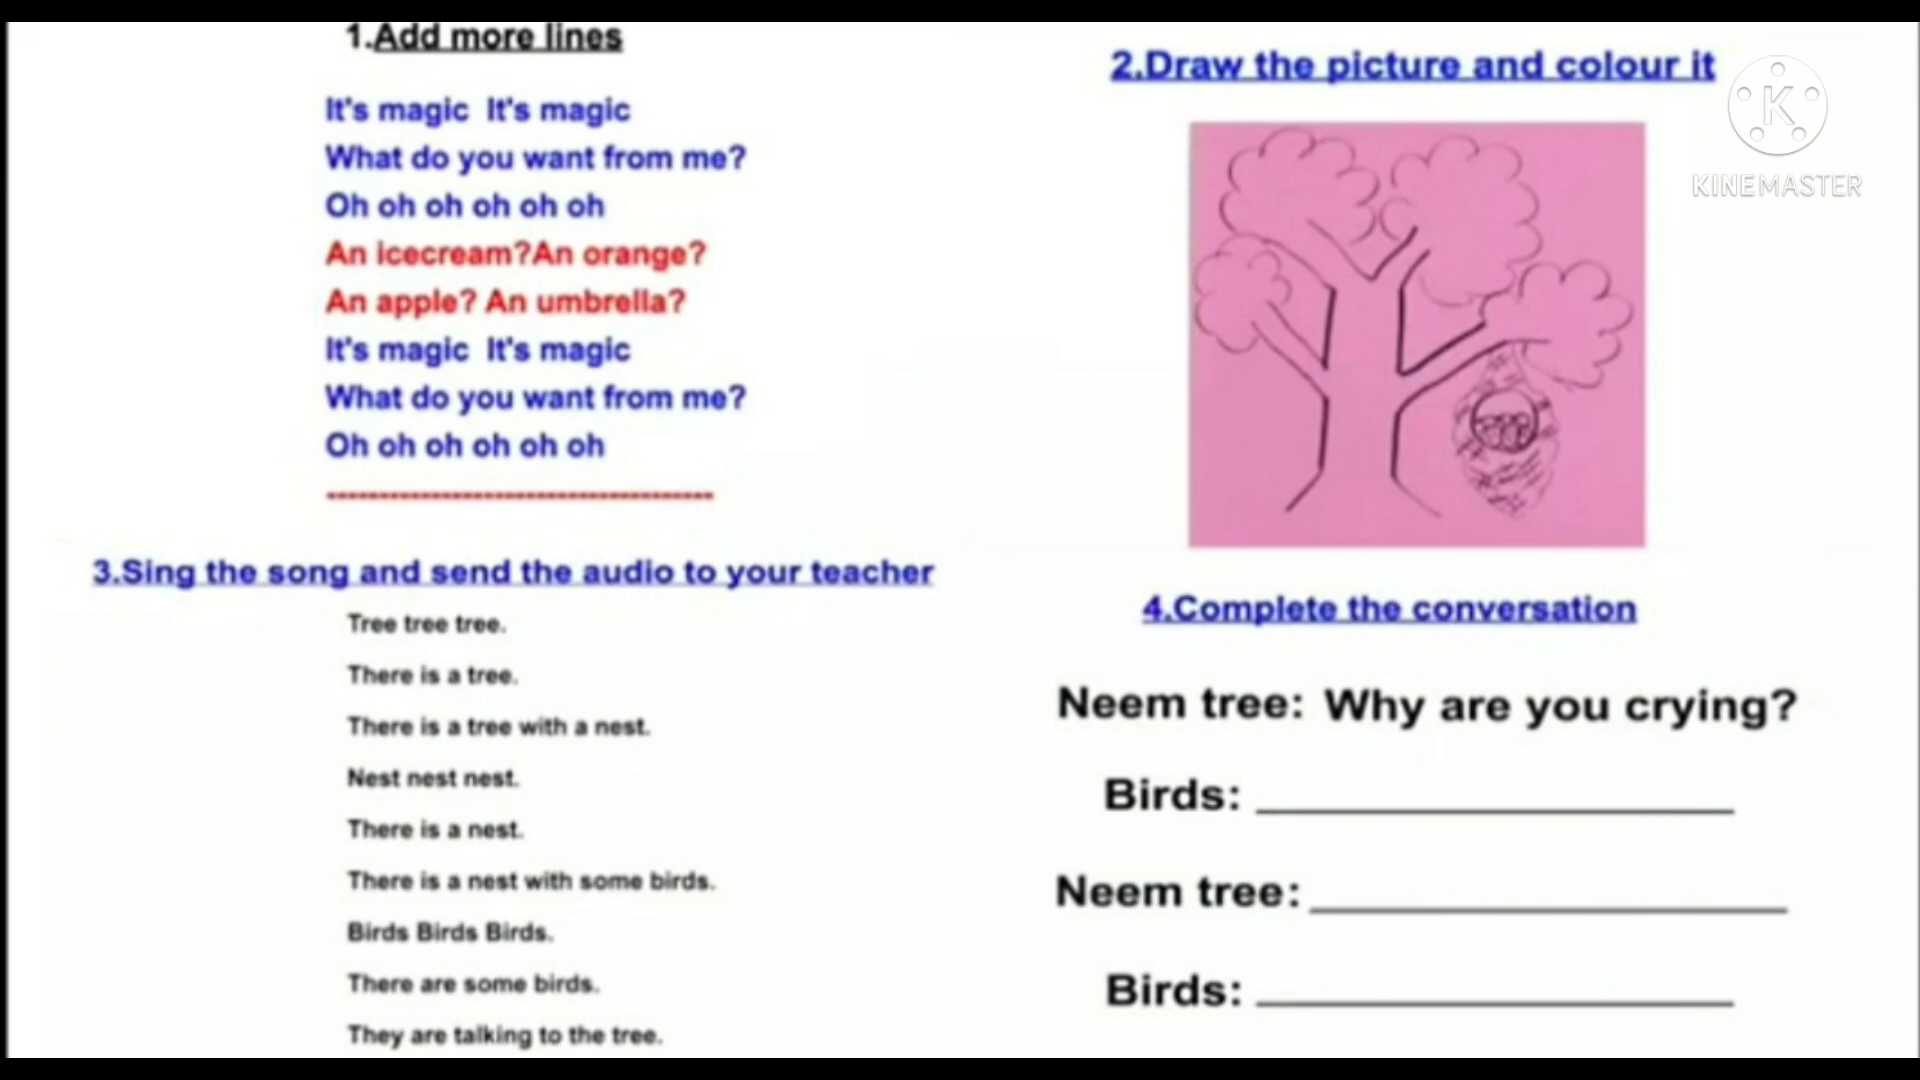 1.Add more lines
It's magic  It's magic
What do you want from me?
Oh oh oh oh oh oh
An icecream?An orange?
An apple? An umbrella?
It's magic  It's magic
What do you want from me?
Oh oh oh oh oh oh
-------------------------------------
2.Draw the picture and colour it
KINEMASTER
3.Sing the song and send the audio to your teacher
Tree tree tree.
There is a tree.
There is a tree with a nest.
Nest nest nest.
There is a nest.
There is a nest with some birds.
Birds Birds Birds.
There are some birds.
They are talking to the tree.
4.Complete the conversation
Neem tree: Why are you crying?
Birds: ____________________
Neem tree: ____________________
Birds: ____________________